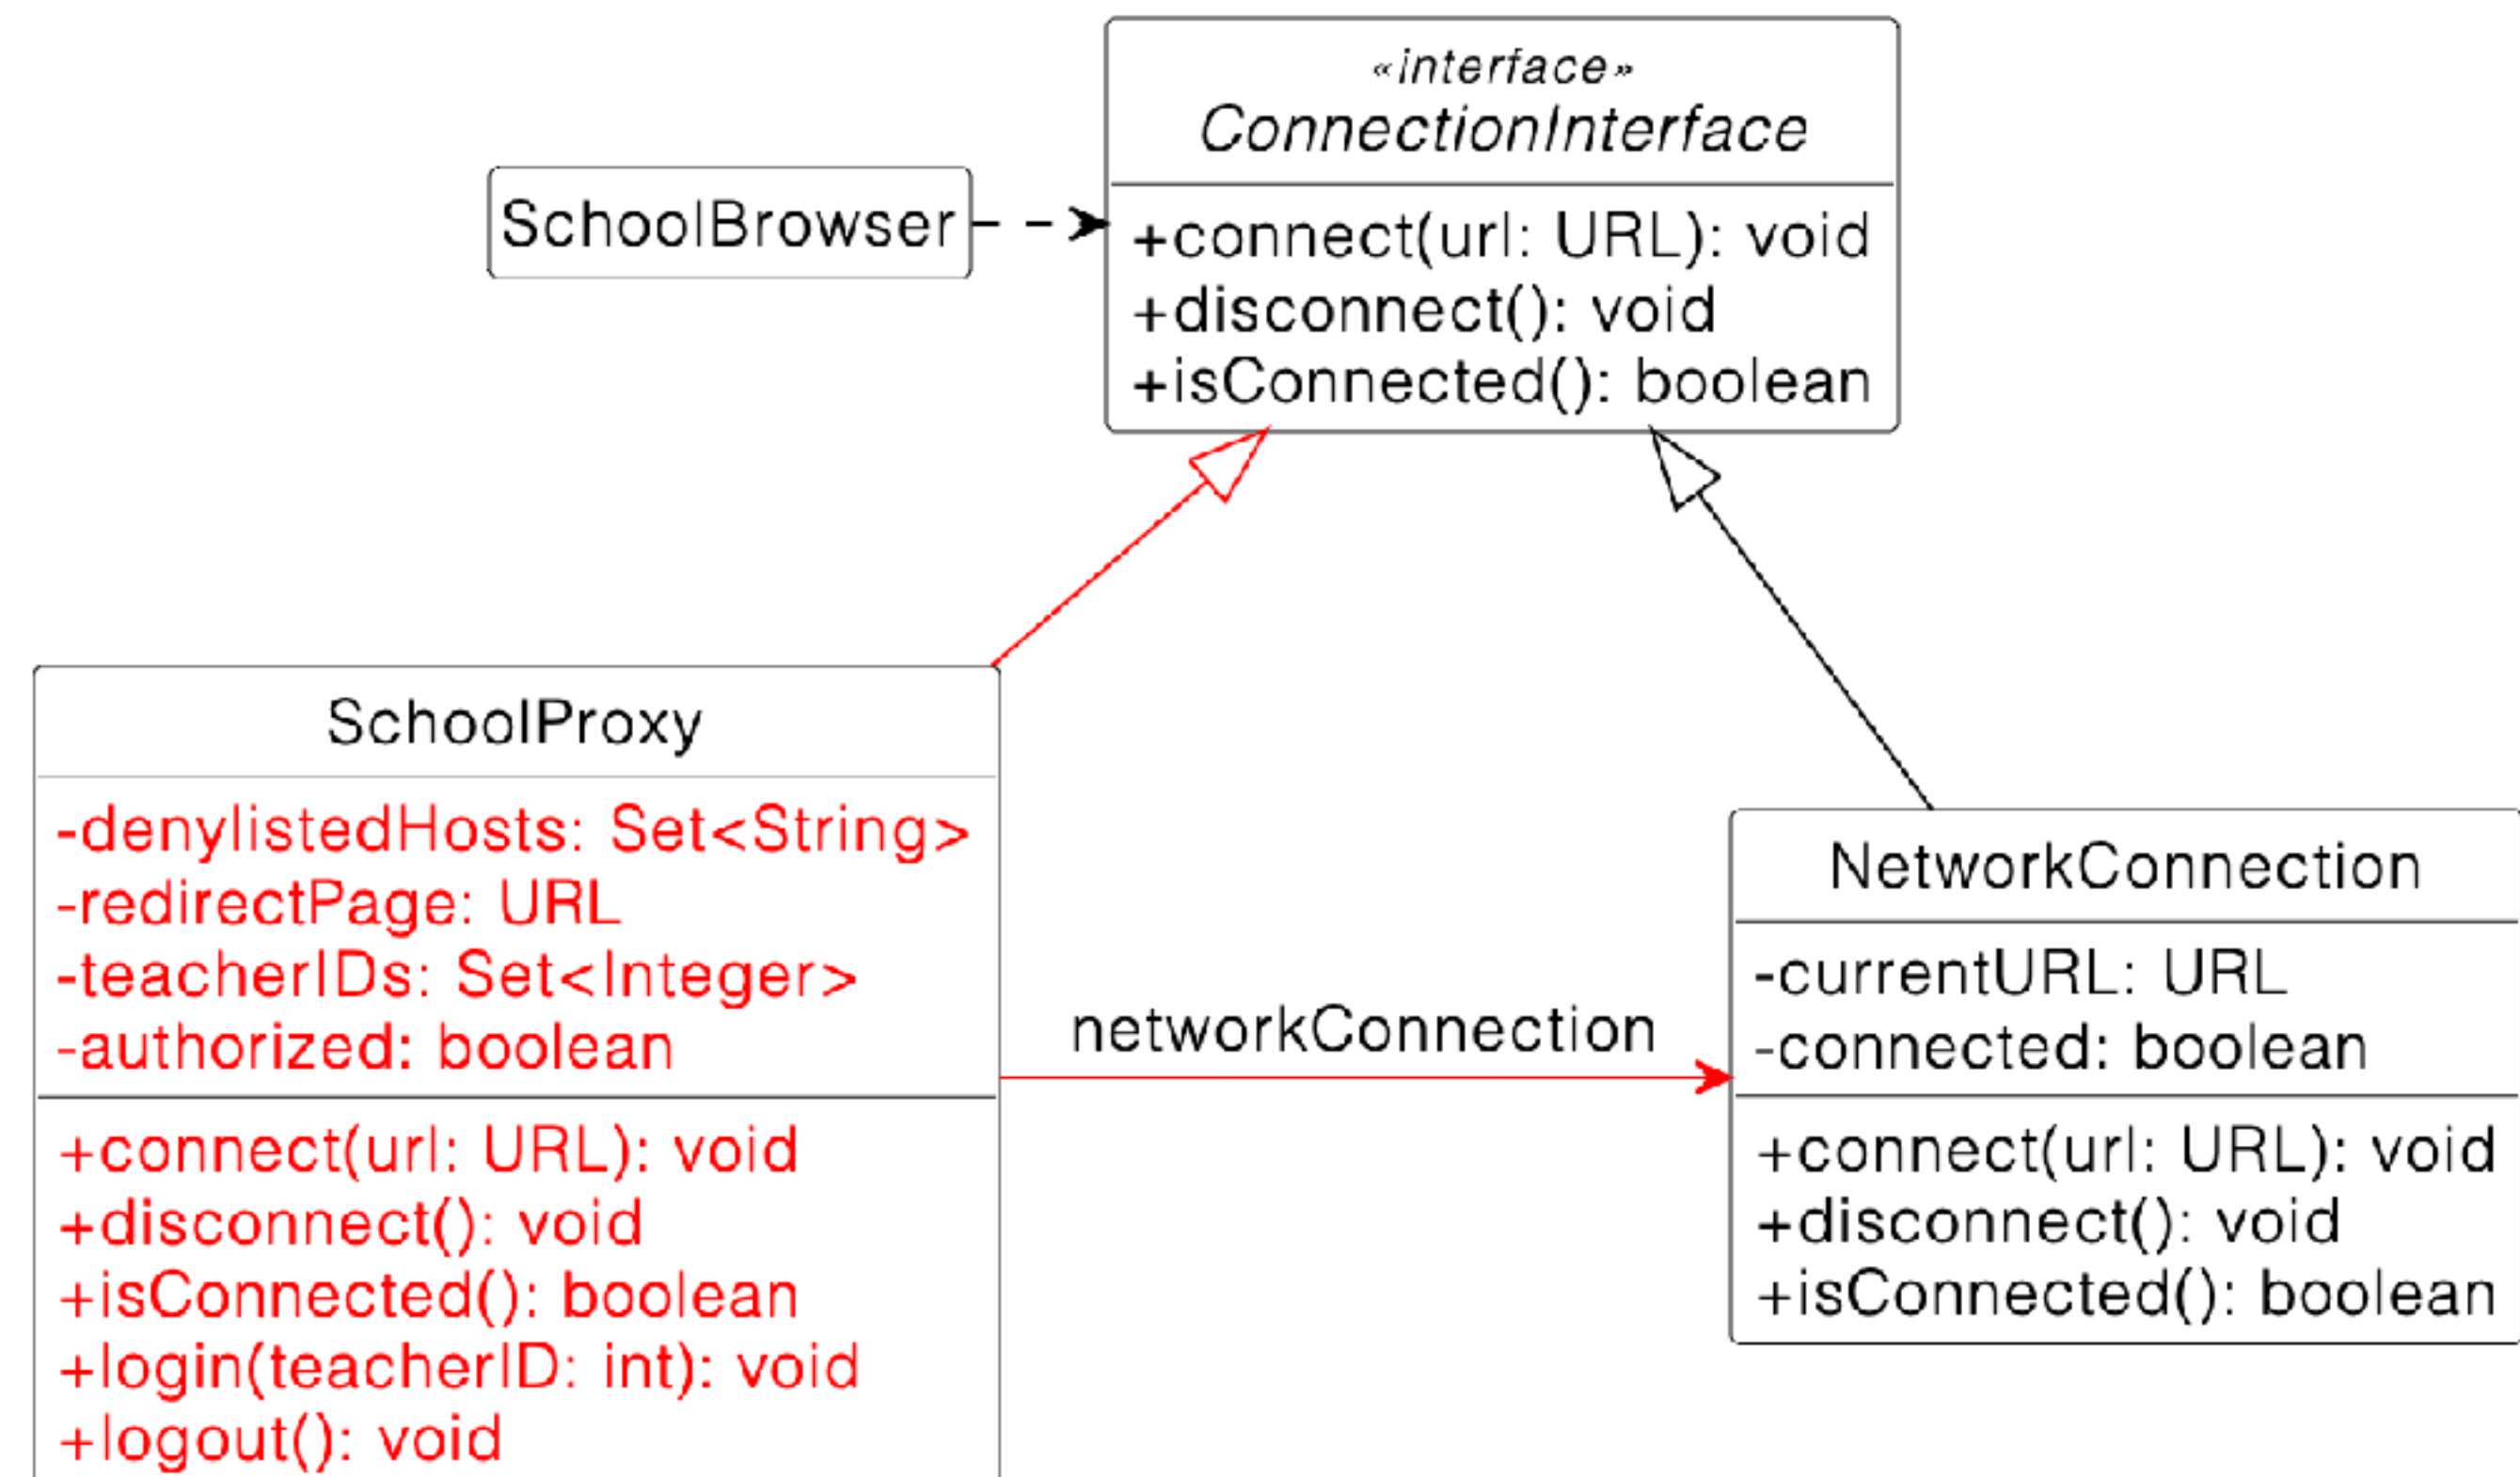 «interface»
ConnectionInterface
SchoolBrowser
+connect(url: URL): void
+disconnect(): void
+isConnected(): boolean
SchoolProxy
-denylistedHosts: Set<String>
-redirectPage: URL
-teacherIDs: Set<Integer>
-authorized: boolean
+connect(url: URL): void
+disconnect(): void
+isConnected(): boolean
+login(teacherID: int): void
+logout(): void
networkConnection
NetworkConnection
-currentURL: URL
-connected: boolean
+connect(url: URL): void
+disconnect(): void
+isConnected(): boolean